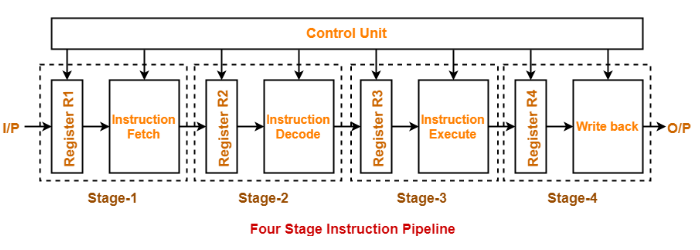 Control Unit
I/P
Register R1
Instruction
Fetch
Register R2
Instruction
Decode
Register R3
Instruction
Execute
Register R4
Write back
O/P
Stage-1
Stage-2
Stage-3
Stage-4
Four Stage Instruction Pipeline